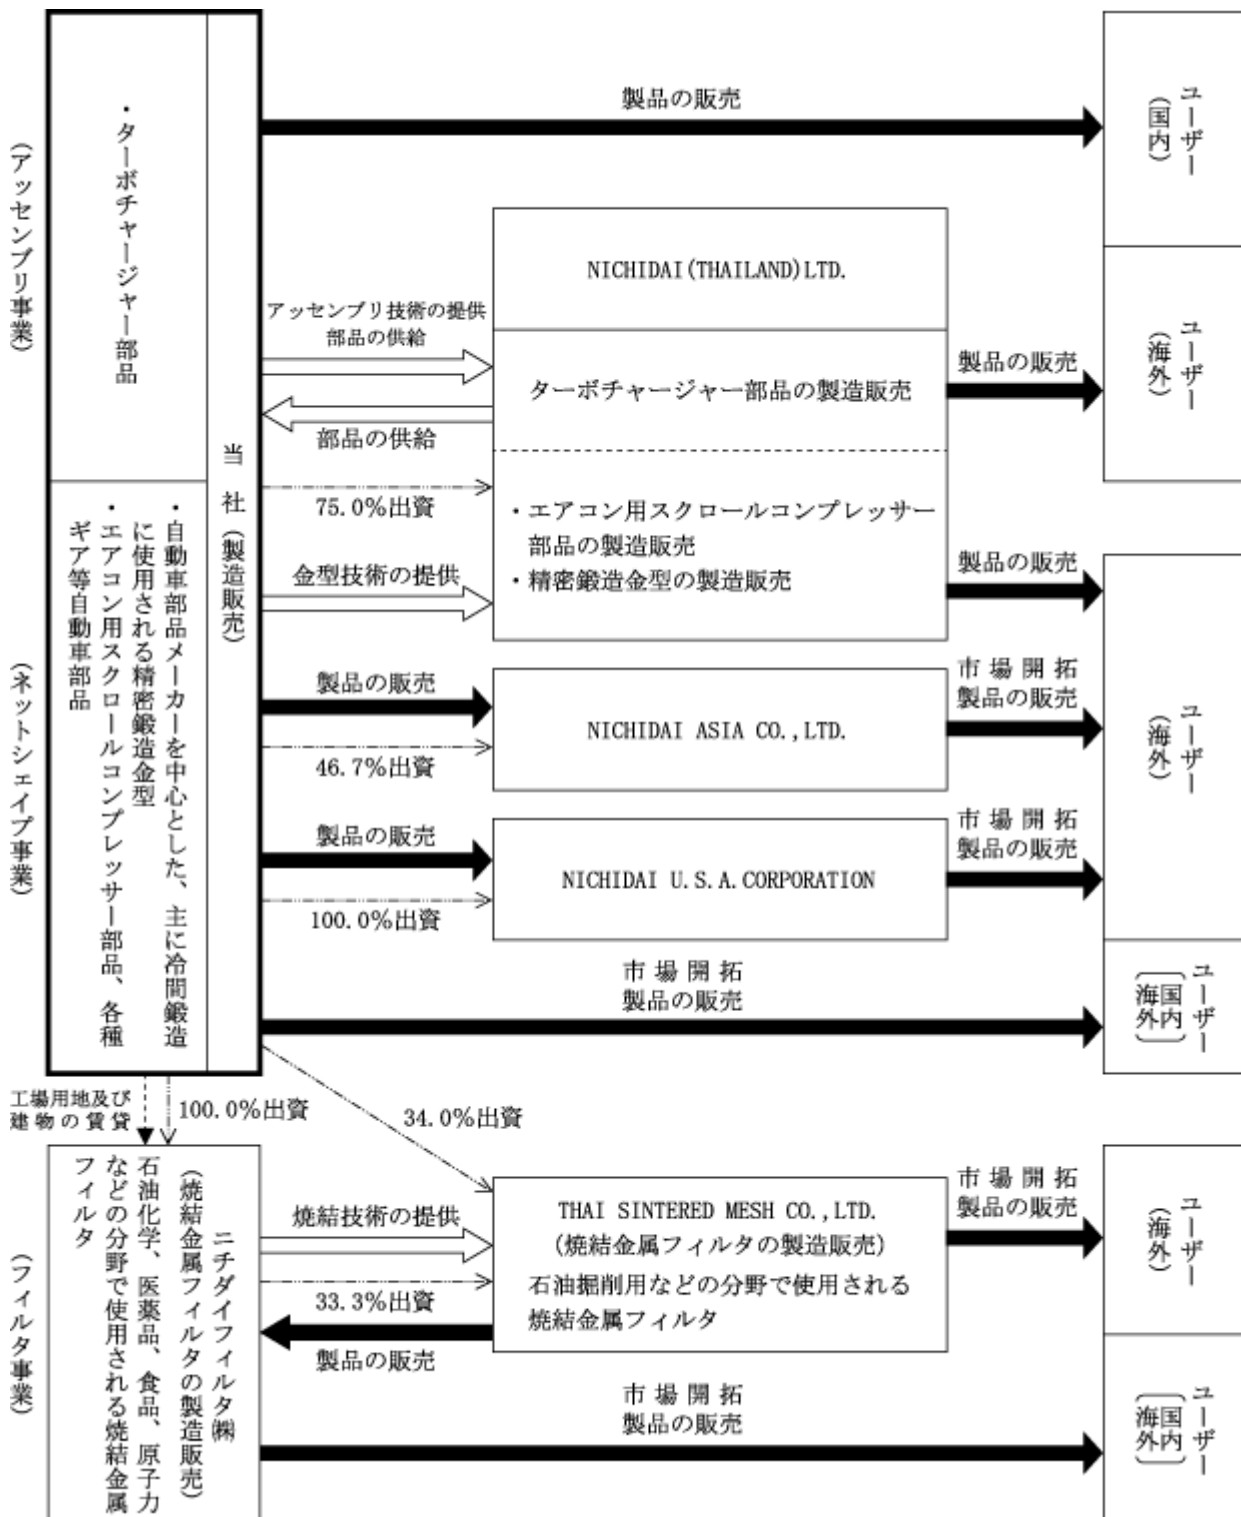 (アッセンブリ事業)
・ターボチャージャー部品
当 社 (製造販売)
製品の販売
ユーザー
(国内)
NICHIDAI(THAILAND)LTD.
アッセンブリ技術の提供
部品の供給
ターボチャージャー部品の製造販売
部品の供給
製品の販売
ユーザー
(海外)
75.0%出資
・エアコン用スクロールコンプレッサー
部品の製造販売
・精密鍛造金型の製造販売
金型技術の提供
製品の販売
(ネットシェイプ事業)
・自動車部品メーカーを中心とした、主に冷間鍛造
に使用される精密鍛造金型
・エアコン用スクロールコンプレッサー部品、各種
ギア等自動車部品
製品の販売
46.7%出資
NICHIDAI ASIA CO.,LTD.
市場開拓
製品の販売
ユーザー
(海外)
製品の販売
100.0%出資
NICHIDAI U.S.A.CORPORATION
市場開拓
製品の販売
市場開拓
製品の販売
ユーザー
(国内
海外)
工場用地及び
建物の賃貸
100.0%出資
34.0%出資
(フィルタ事業)
ニチダイフィルタ㈱
(焼結金属フィルタの製造販売)
石油化学、医薬品、食品、原子力
などの分野で使用される焼結金属
フィルタ
焼結技術の提供
33.3%出資
製品の販売
THAI SINTERED MESH CO.,LTD.
(焼結金属フィルタの製造販売)
石油掘削用などの分野で使用される
焼結金属フィルタ
市場開拓
製品の販売
ユーザー
(海外)
市場開拓
製品の販売
ユーザー
(国内
海外)